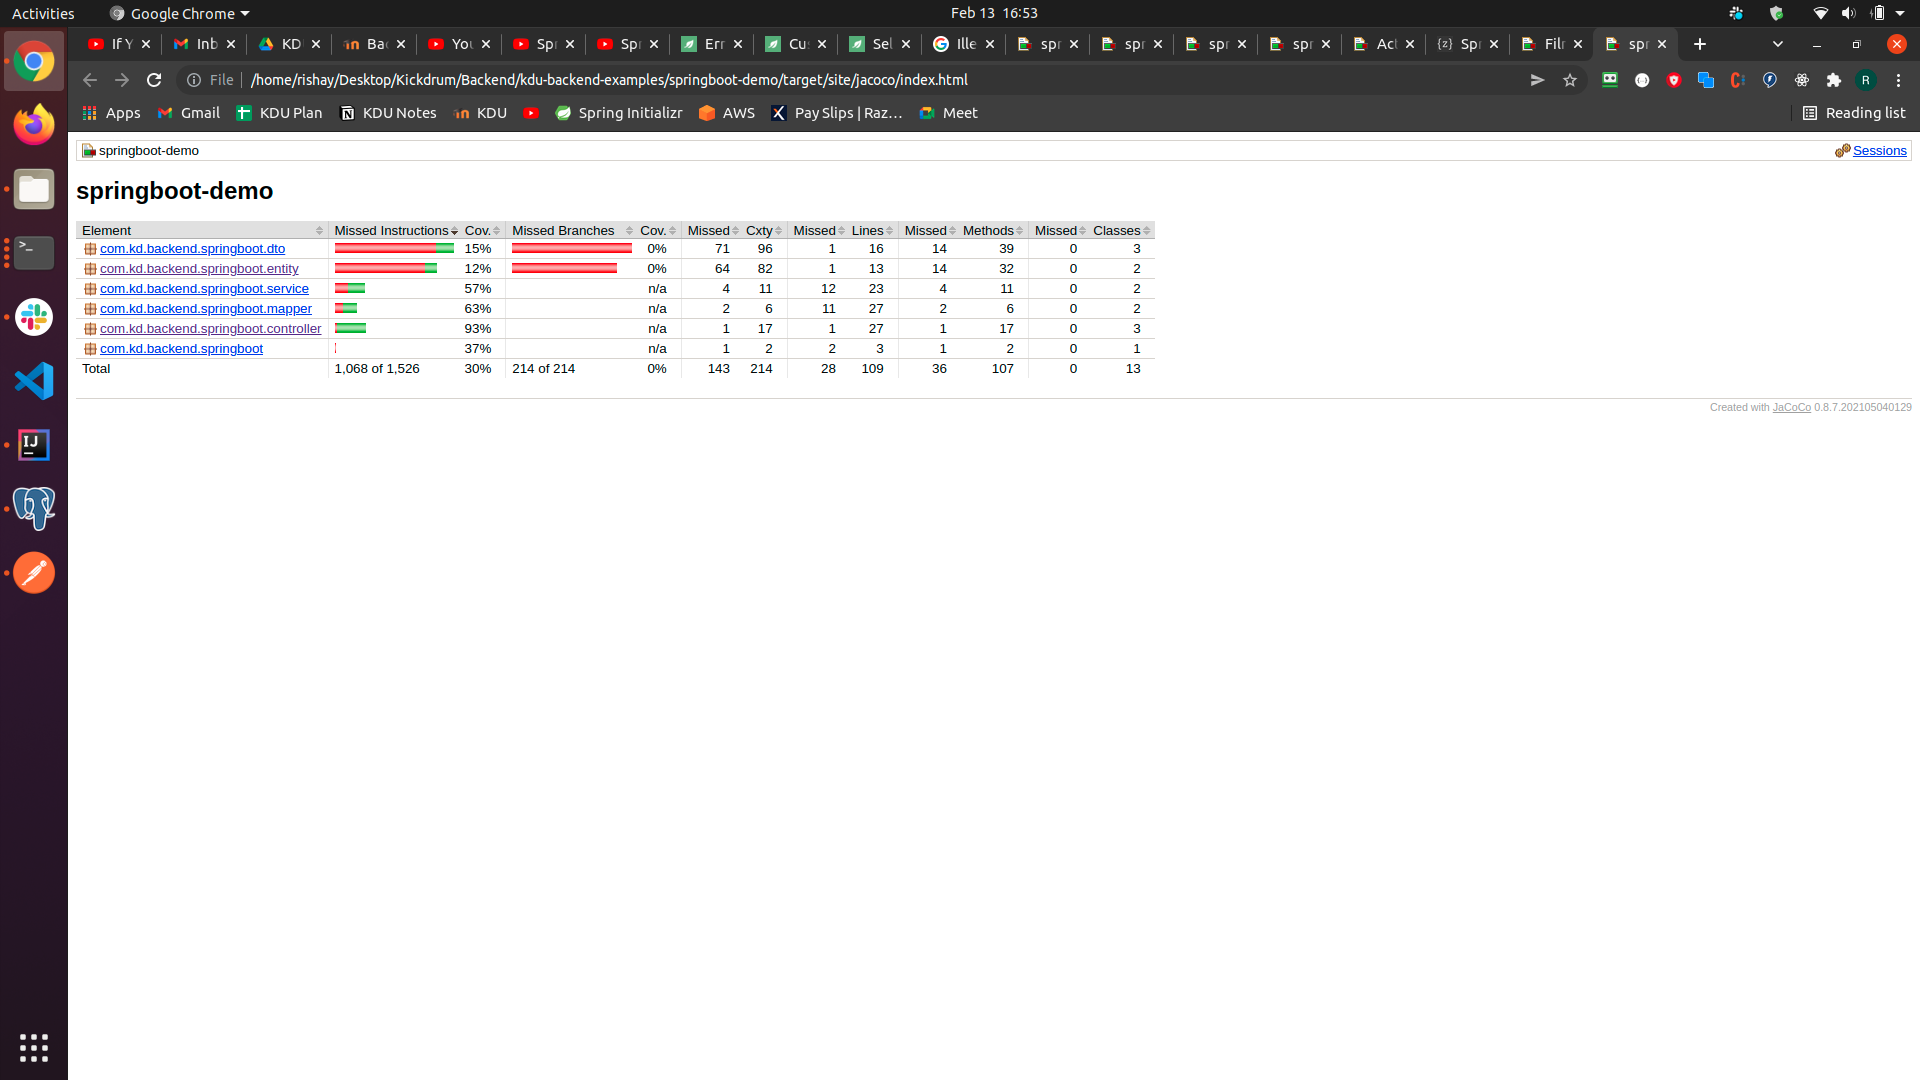 Activities Google Chrome Feb 13 16:53
If Y Inb KD Bac You Spr Spr Err Cus Sel Ille spr spr spr spr Act Spr Film spr
File /home/rishay/Desktop/Kickdrum/Backend/kdu-backend-examples/springboot-demo/target/site/jacoco/index.html R
Apps Gmail KDU Plan KDU Notes KDU Spring Initializr AWS Pay Slips | Raz… Meet Reading list
springboot-demo Sessions
springboot-demo
Element Missed Instructions Cov. Missed Branches Cov. Missed Cxty Missed Lines Missed Methods Missed Classes
com.kd.backend.springboot.dto 15% 0% 71 96 1 16 14 39 0 3
com.kd.backend.springboot.entity 12% 0% 64 82 1 13 14 32 0 2
com.kd.backend.springboot.service 57% n/a 4 11 12 23 4 11 0 2
com.kd.backend.springboot.mapper 63% n/a 2 6 11 27 2 6 0 2
com.kd.backend.springboot.controller 93% n/a 1 17 1 27 1 17 0 3
com.kd.backend.springboot 37% n/a 1 2 2 3 1 2 0 1
Total 1,068 of 1,526 30% 214 of 214 0% 143 214 28 109 36 107 0 13
Created with JaCoCo 0.8.7.202105040129